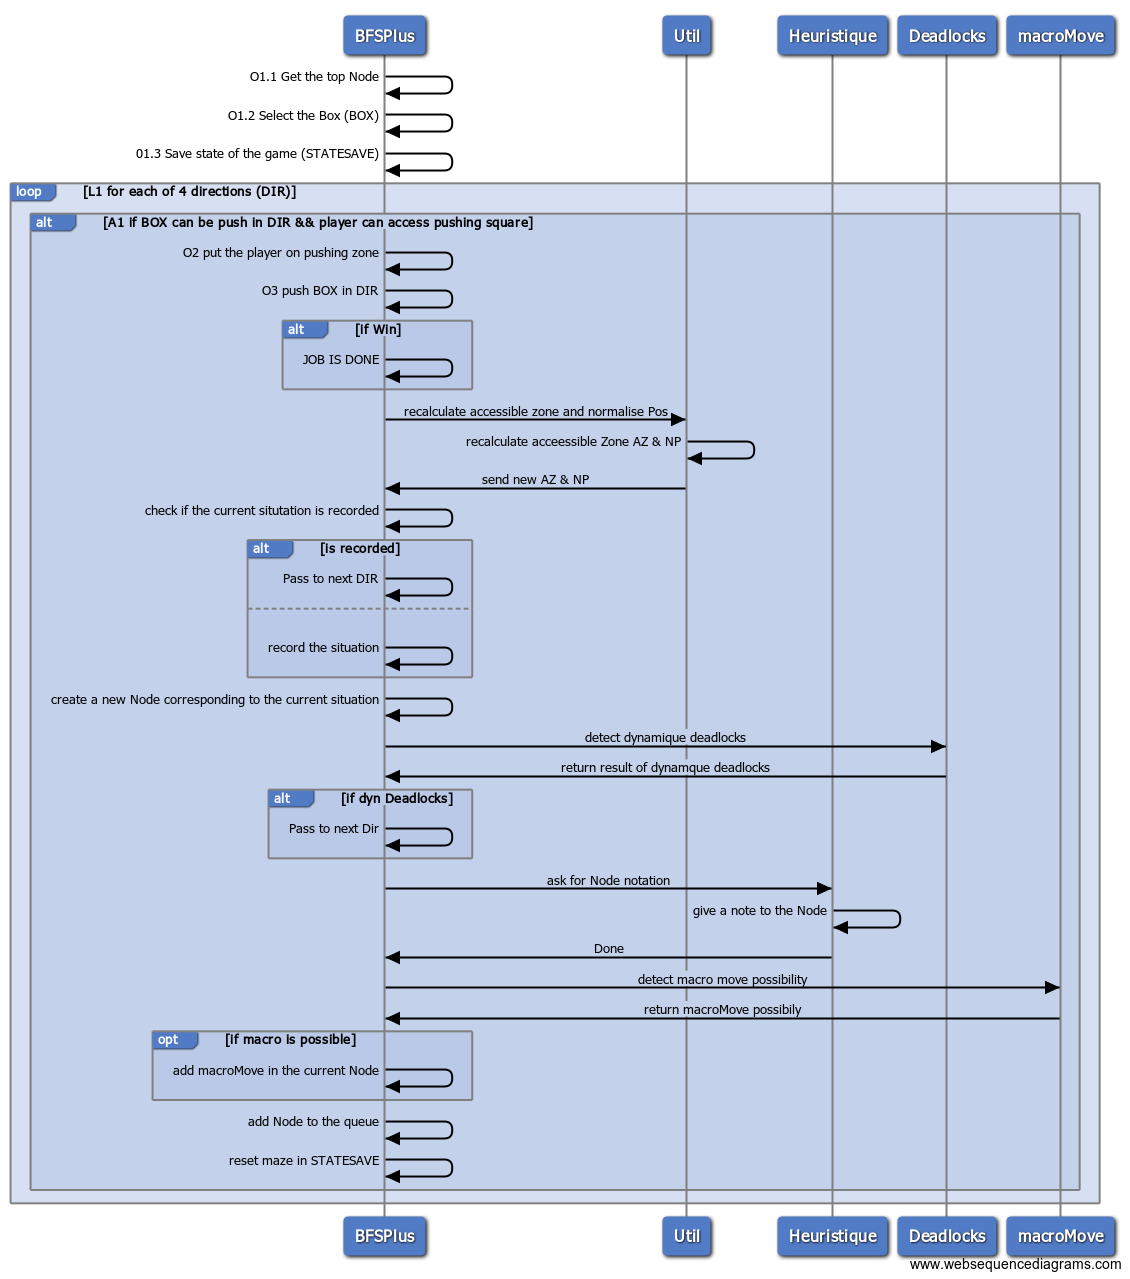 BFSPlus
Util
Heuristique
Deadlocks
macroMove
O1.1 Get the top Node
O1.2 Select the Box (BOX)
01.3 Save state of the game (STATESAVE)
loop
[L1 for each of 4 directions (DIR)]
alt
[A1 if BOX can be push in DIR && player can access pushing square]
O2 put the player on pushing zone
O3 push BOX in DIR
alt
[if Win]
JOB IS DONE
recalculate accessible zone and normalise Pos
recalculate acceessible Zone AZ & NP
send new AZ & NP
check if the current situtation is recorded
alt
[is recorded]
Pass to next DIR
record the situation
create a new Node corresponding to the current situation
detect dynamique deadlocks
return result of dynamque deadlocks
alt
[if dyn Deadlocks]
Pass to next Dir
ask for Node notation
give a note to the Node
Done
detect macro move possibility
return macroMove possibily
opt
[if macro is possible]
add macroMove in the current Node
add Node to the queue
reset maze in STATESAVE
BFSPlus
Util
Heuristique
Deadlocks
macroMove
www.websequencediagrams.com